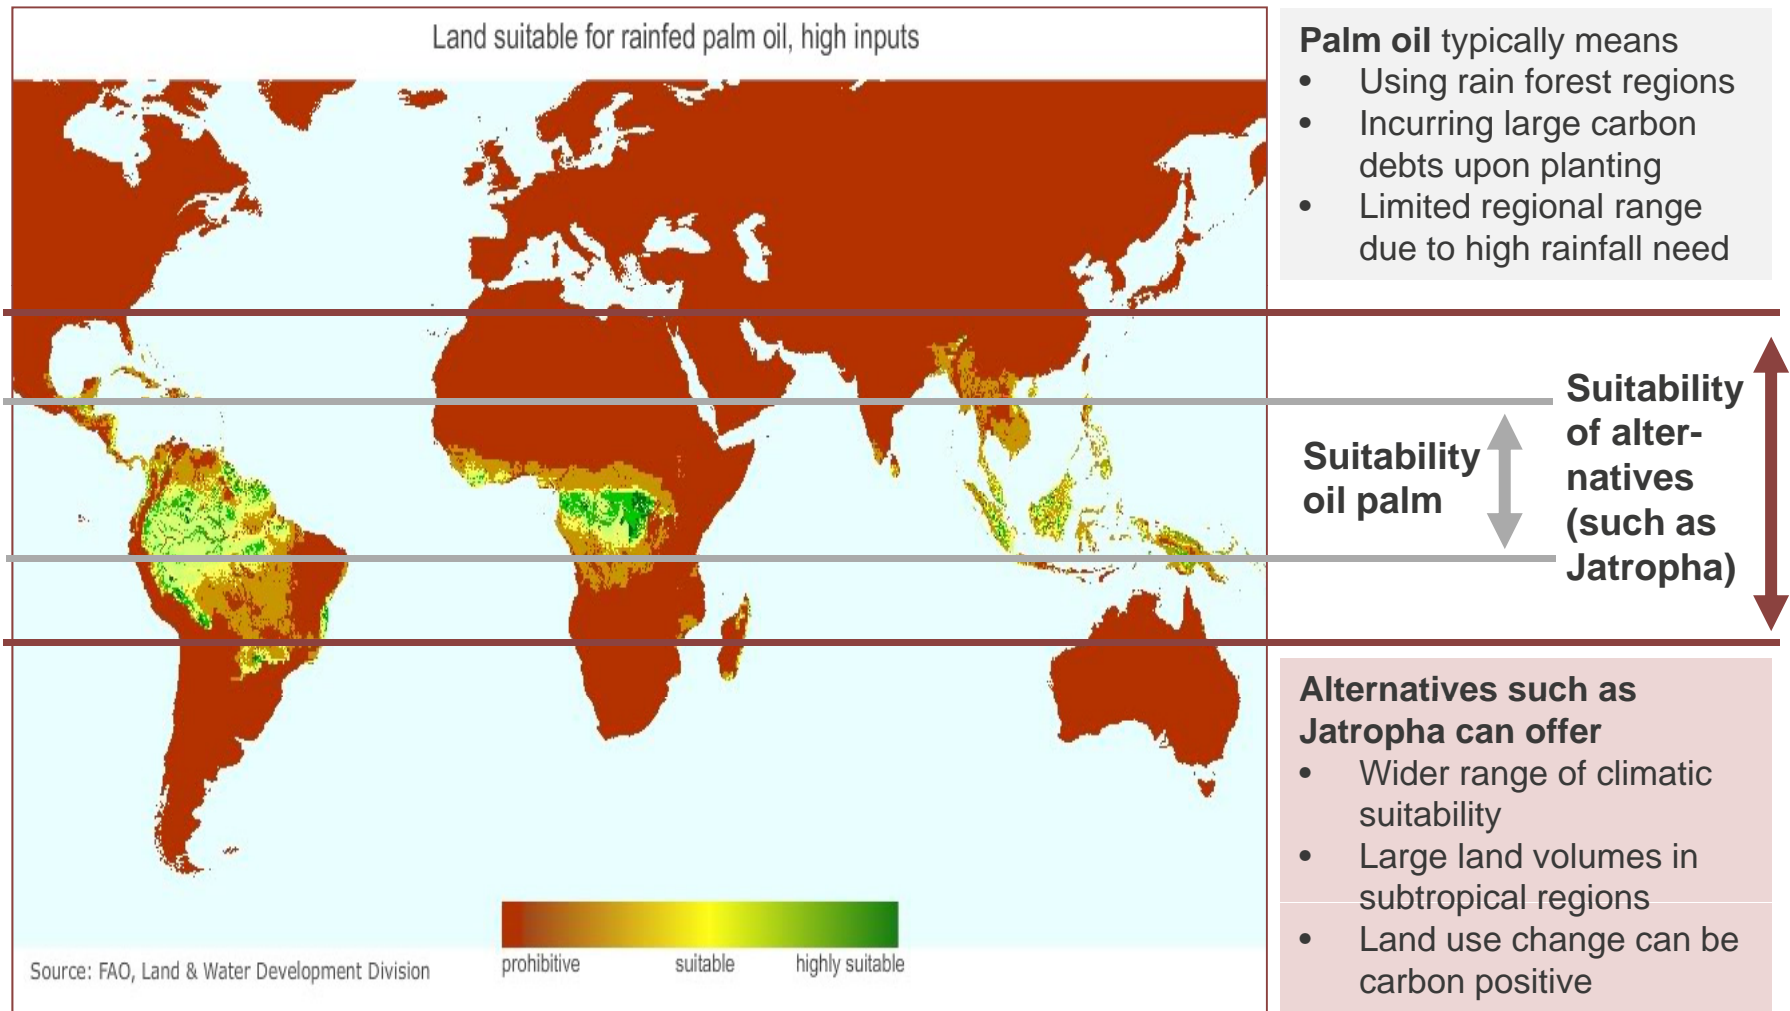 Land suitable for rainfed palm oil, high inputs
Palm oil typically means
• Using rain forest regions
• Incurring large carbon
debts upon planting
• Limited regional range
due to high rainfall need
Suitability
oil palm
Suitability
of alter-
natives
(such as
Jatropha)
Alternatives such as
Jatropha can offer
• Wider range of climatic
suitability
• Large land volumes in
subtropical regions
• Land use change can be
carbon positive
prohibitive suitable highly suitable
Source: FAO, Land & Water Development Division